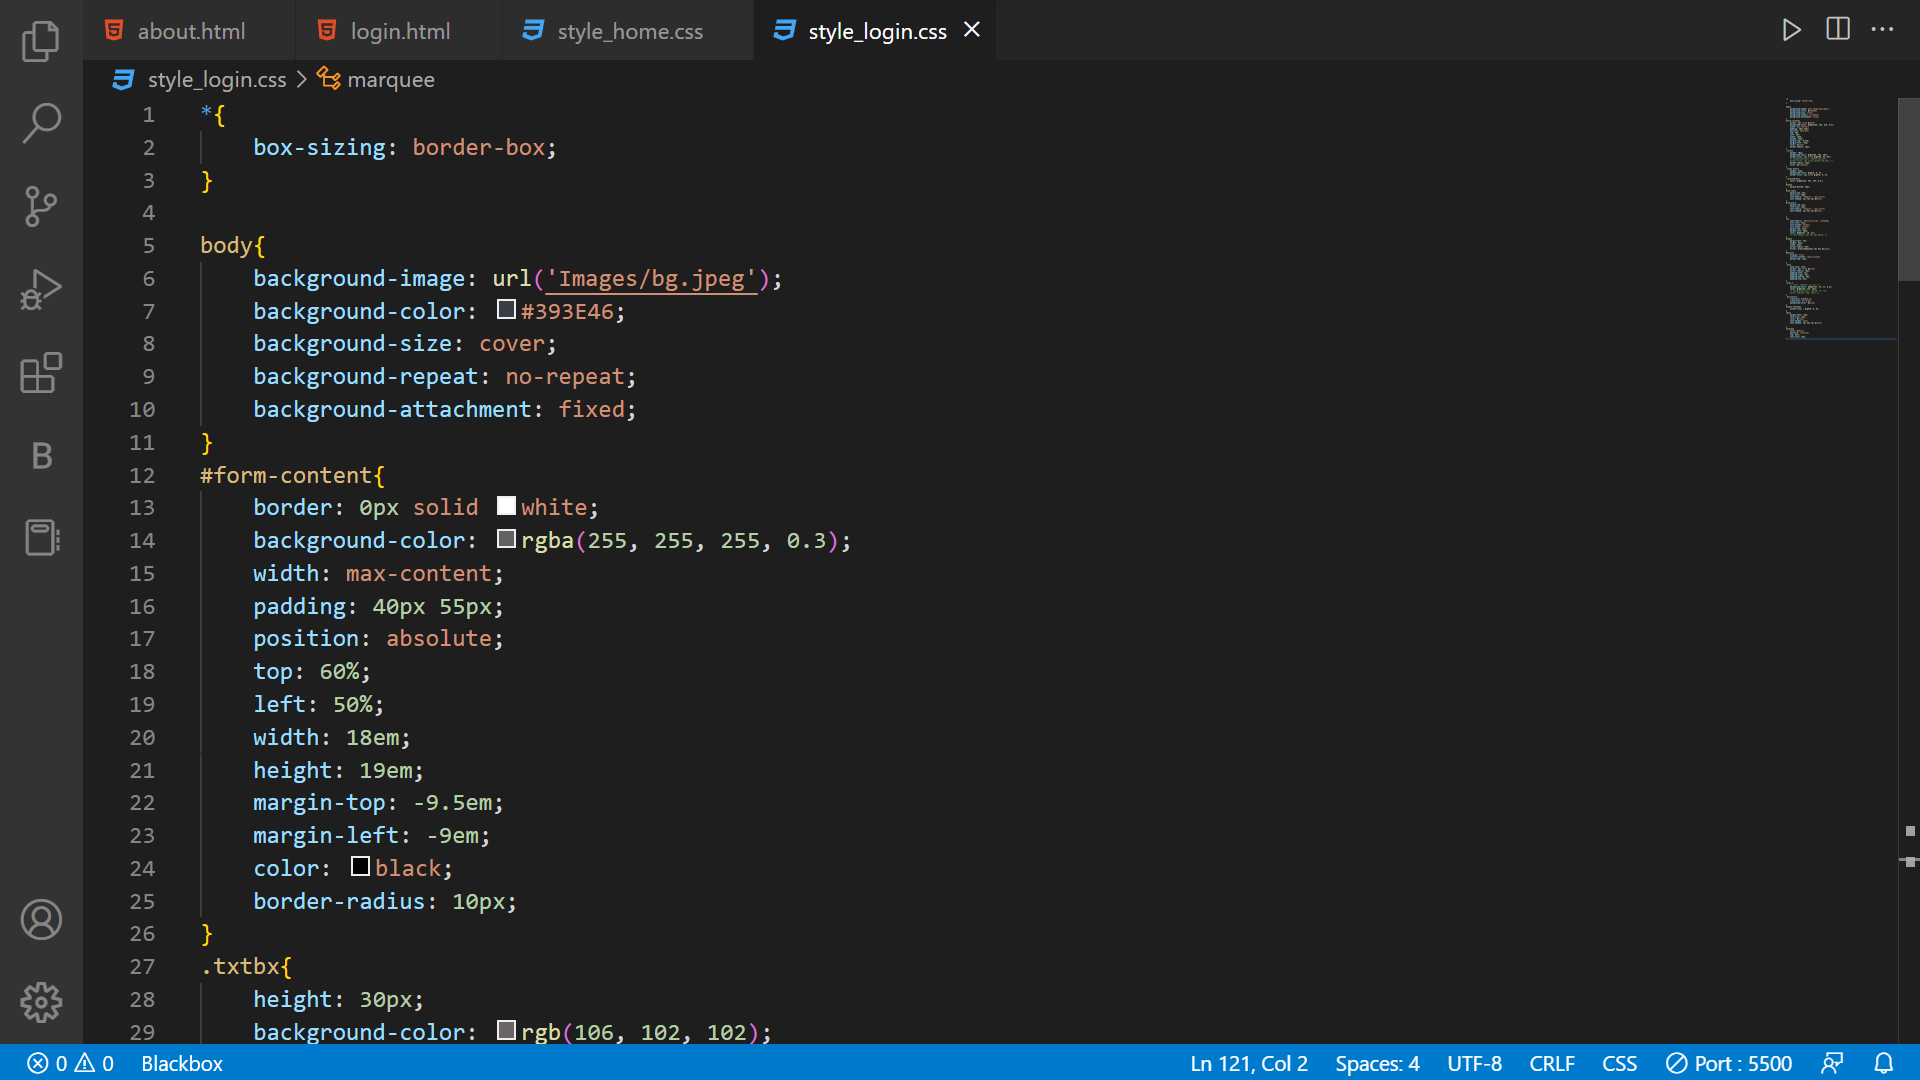 about.html login.html style_home.css style_login.css
style_login.css > marquee
1 *{
2 box-sizing: border-box;
3 }
4
5 body{
6 background-image: url('Images/bg.jpeg');
7 background-color: #393E46;
8 background-size: cover;
9 background-repeat: no-repeat;
10 background-attachment: fixed;
11 }
12 #form-content{
13 border: 0px solid white;
14 background-color: rgba(255, 255, 255, 0.3);
15 width: max-content;
16 padding: 40px 55px;
17 position: absolute;
18 top: 60%;
19 left: 50%;
20 width: 18em;
21 height: 19em;
22 margin-top: -9.5em;
23 margin-left: -9em;
24 color: black;
25 border-radius: 10px;
26 }
27 .txtbx{
28 height: 30px;
29 background-color: rgb(106, 102, 102);
B
0 0 Blackbox Ln 121, Col 2 Spaces: 4 UTF-8 CRLF CSS Port : 5500